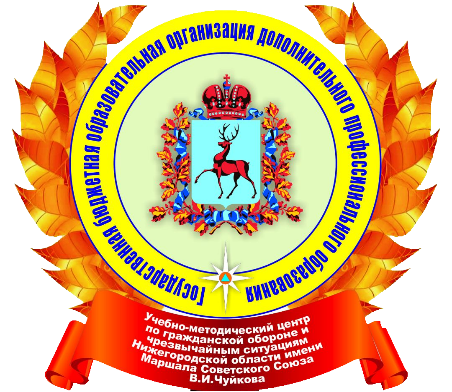 Государственная бюджетная образовательная организация дополнительного профессионального образования
Учебно-методический центр
по гражданской обороне и
чрезвычайным ситуациям
Нижегородской области имени
Маршала Советского Союза
В.И.Чуйкова